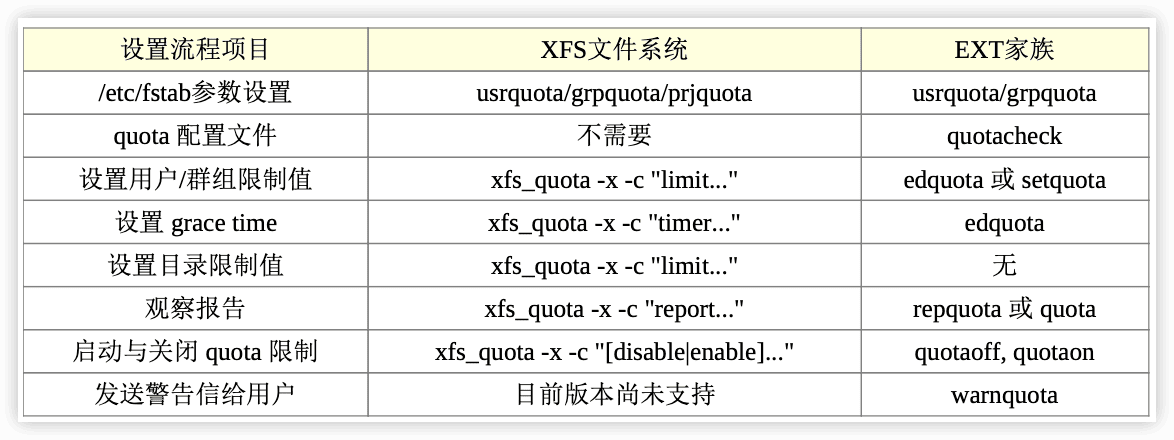 设置流程项目 XFS文件系统 EXT家族
/etc/fstab参数设置 usrquota/grpquota/prjquota usrquota/grpquota
quota 配置文件 不需要 quotacheck
设置用户/群组限制值 xfs_quota -x -c "limit..." edquota 或 setquota
设置 grace time xfs_quota -x -c "timer..." edquota
设置目录限制值 xfs_quota -x -c "limit..." 无
观察报告 xfs_quota -x -c "report..." repquota 或 quota
启动与关闭 quota 限制 xfs_quota -x -c "[disable|enable]..." quotaoff, quotaon
发送警告信给用户 目前版本尚未支持 warnquota